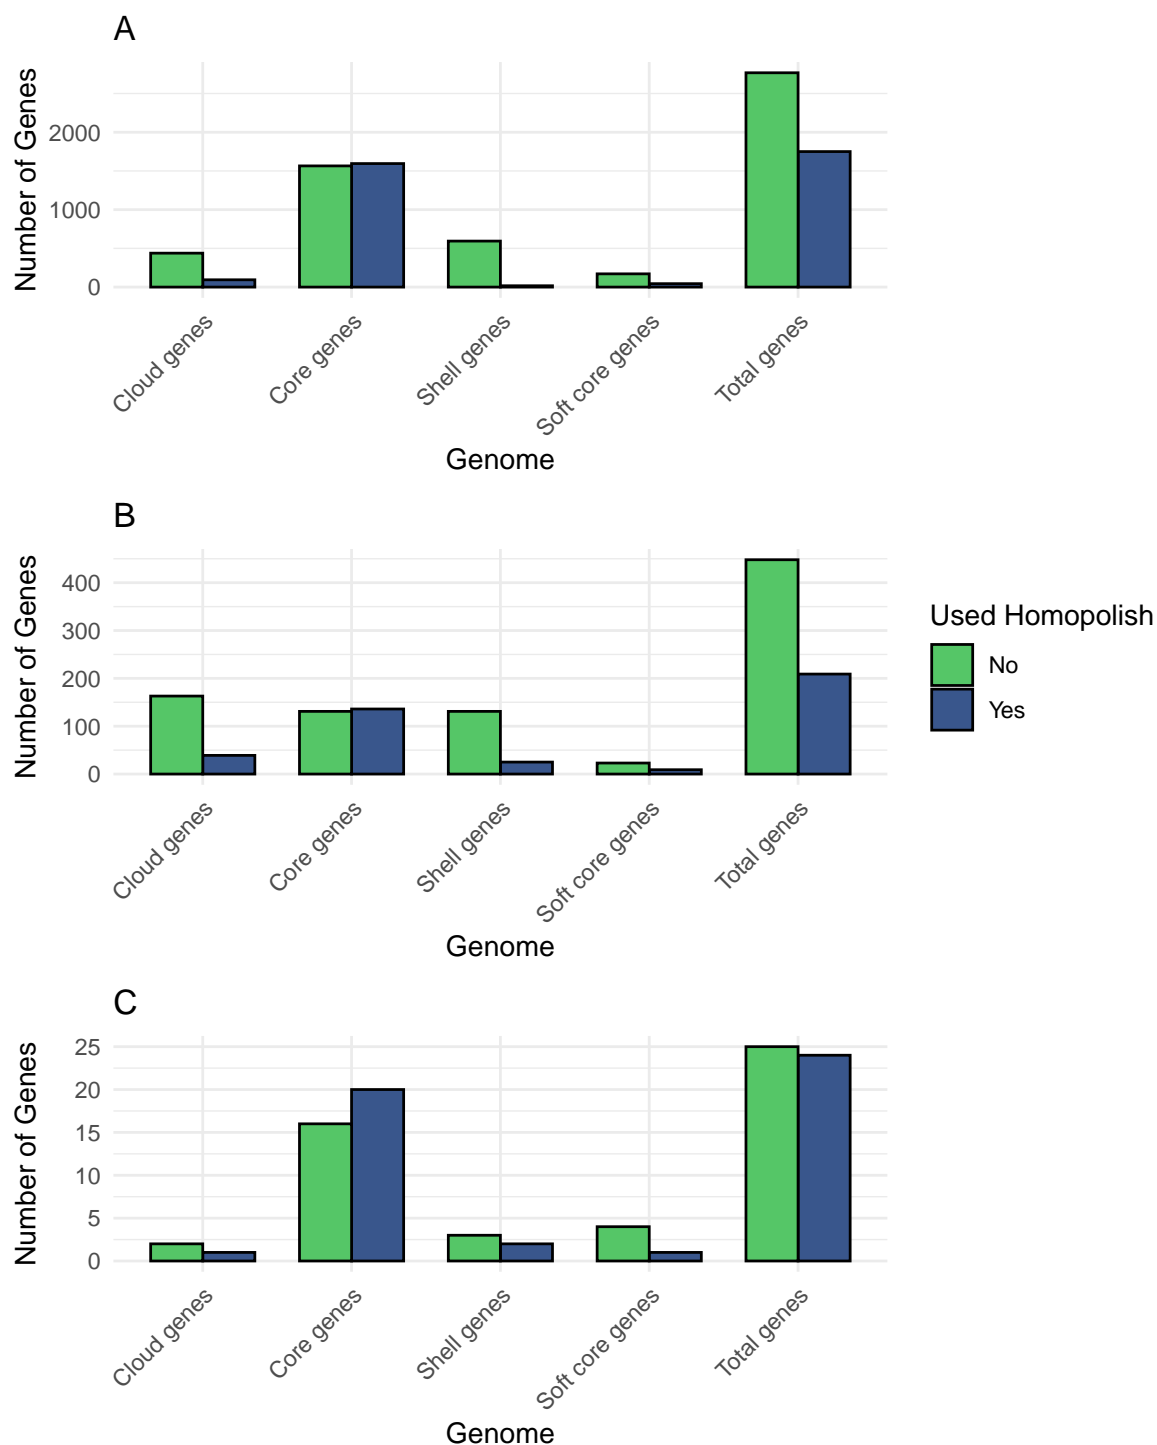 A
Number of Genes
2000
1000
0
Cloud genes
Core genes
Shell genes
Soft core genes
Total genes
Genome
B
Number of Genes
400
300
200
100
0
Cloud genes
Core genes
Shell genes
Soft core genes
Total genes
Genome
Used Homopolish
No
Yes
C
Number of Genes
25
20
15
10
5
0
Cloud genes
Core genes
Shell genes
Soft core genes
Total genes
Genome